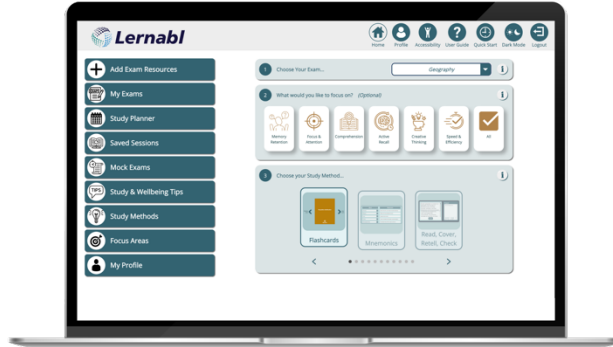 Lernabl
Home Profile Accessibility User Guide Quick Start Dark Mode Logout
Add Exam Resources
My Exams
Study Planner
Saved Sessions
Mock Exams
TIPS Study & Wellbeing Tips
Study Methods
Focus Areas
My Profile
1 Choose Your Exam... Geography i
2 What would you like to focus on? (Optional) i
Memory Retention
Focus & Attention
Comprehension
Active Recall
Creative Thinking
Speed & Efficiency
All
3 Choose your Study Method... i
Flashcards
Mnemonics
Read, Cover,
Retell, Check